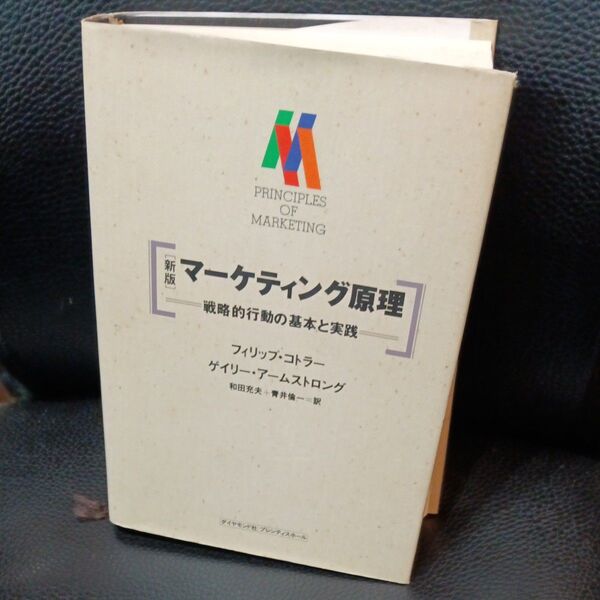 PRINCIPLES
OF
MARKETING
[新版]
マーケティング原理
戦略的行動の基本と実践
フィリップ・コトラー
ゲイリー・アームストロング
和田充夫+青井倫一=訳
ダイヤモンド社 プレンティスホール